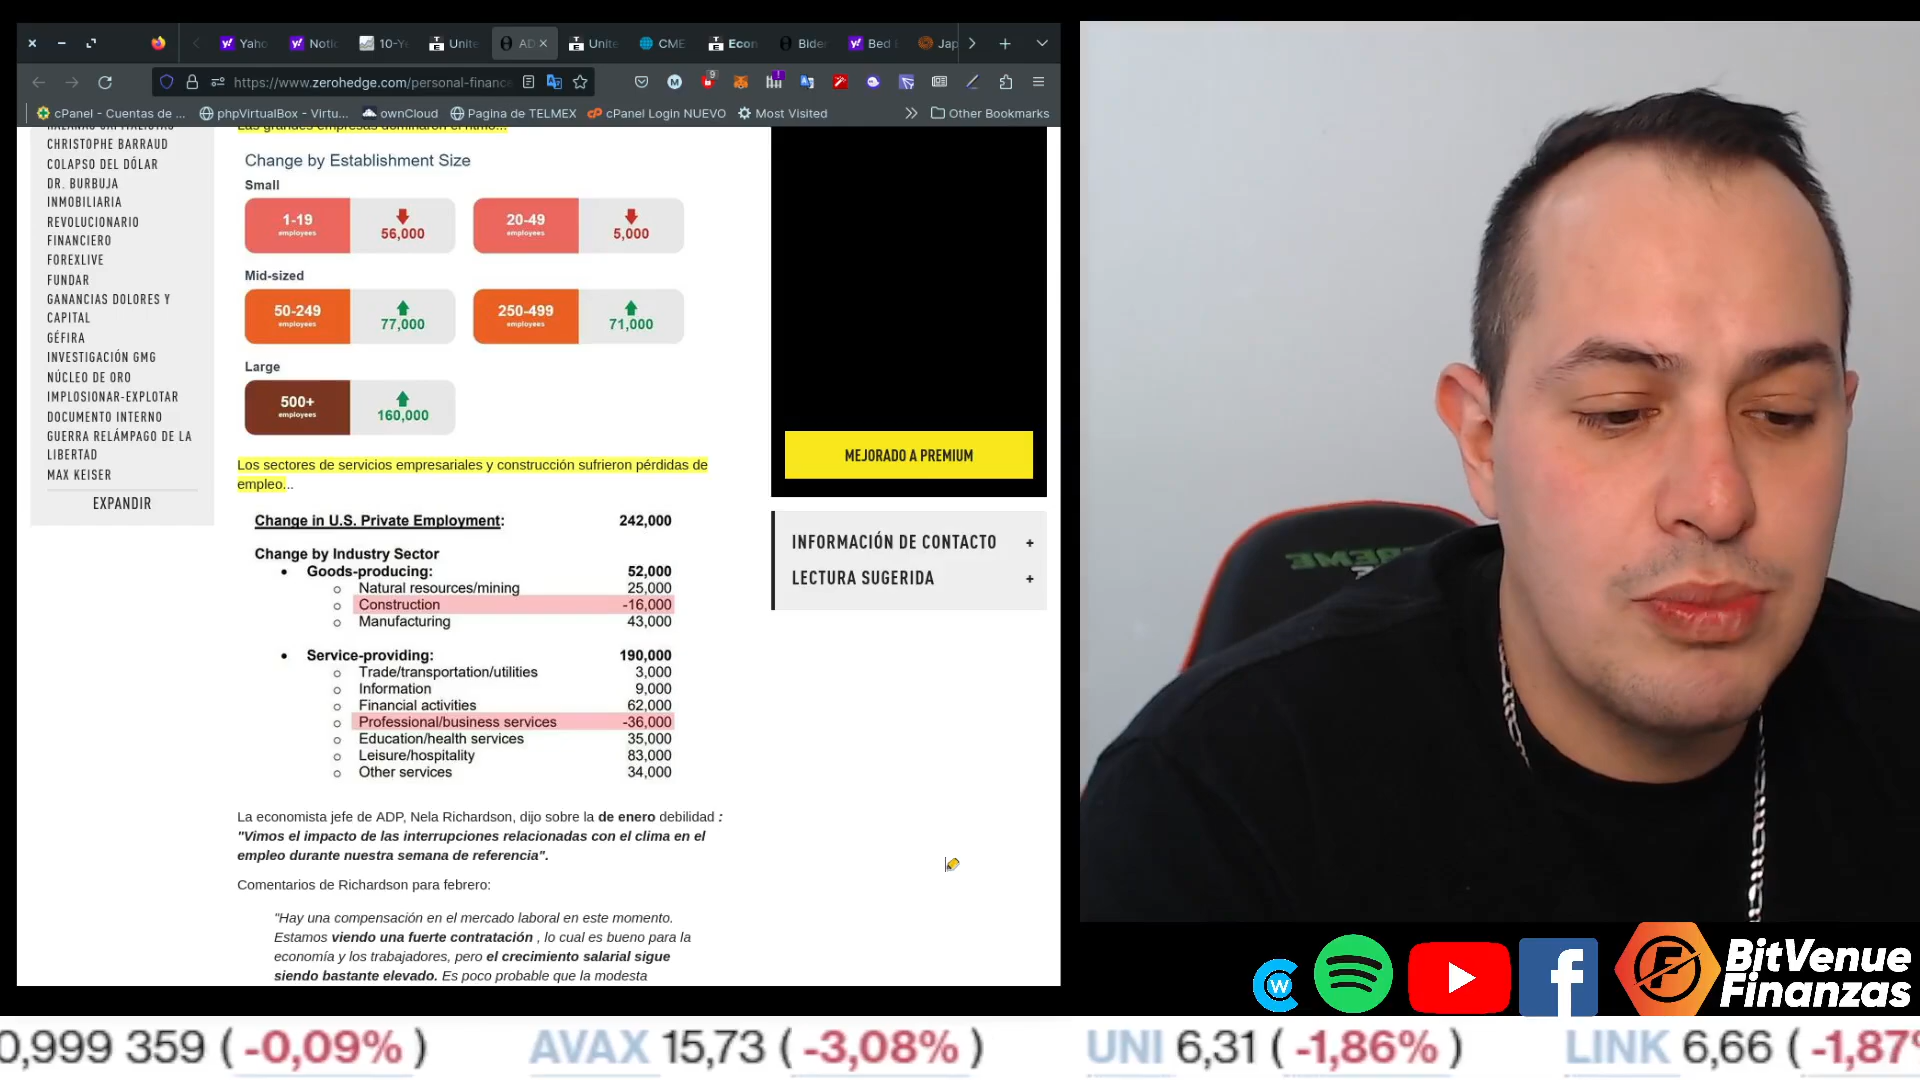 Yaho
Notic
10-Ye
Unite
AD
Unite
CME
Econ
Bider
Bed
Jap
https://www.zerohedge.com/personal-finance
9
cPanel - Cuentas de ...
phpVirtualBox - Virtu...
ownCloud
Pagina de TELMEX
cPanel Login NUEVO
Most Visited
Other Bookmarks
CHRISTOPHE BARRAUD
COLAPSO DEL DÓLAR
DR. BURBUJA
INMOBILIARIA
REVOLUCIONARIO
FINANCIERO
FOREXLIVE
FUNDAR
GANANCIAS DOLORES Y
CAPITAL
GÉFIRA
INVESTIGACIÓN GMG
NÚCLEO DE ORO
IMPLOSIONAR-EXPLOTAR
DOCUMENTO INTERNO
GUERRA RELÁMPAGO DE LA
LIBERTAD
MAX KEISER
EXPANDIR
Las grandes empresas dominaron el ritmo...
Change by Establishment Size
Small
1-19
employees
56,000
20-49
employees
5,000
Mid-sized
50-249
employees
77,000
250-499
employees
71,000
Large
500+
employees
160,000
Los sectores de servicios empresariales y construcción sufrieron pérdidas de
empleo...
Change in U.S. Private Employment: 242,000
Change by Industry Sector
• Goods-producing: 52,000
o Natural resources/mining 25,000
o Construction -16,000
o Manufacturing 43,000
• Service-providing: 190,000
o Trade/transportation/utilities 3,000
o Information 9,000
o Financial activities 62,000
o Professional/business services -36,000
o Education/health services 35,000
o Leisure/hospitality 83,000
o Other services 34,000
La economista jefe de ADP, Nela Richardson, dijo sobre la de enero debilidad :
"Vimos el impacto de las interrupciones relacionadas con el clima en el
empleo durante nuestra semana de referencia".
Comentarios de Richardson para febrero:
"Hay una compensación en el mercado laboral en este momento.
Estamos viendo una fuerte contratación , lo cual es bueno para la
economía y los trabajadores, pero el crecimiento salarial sigue
siendo bastante elevado. Es poco probable que la modesta
MEJORADO A PREMIUM
INFORMACIÓN DE CONTACTO +
LECTURA SUGERIDA +
BitVenue
Finanzas
0,999 359 ( -0,09% ) AVAX 15,73 ( -3,08% ) UNI 6,31 ( -1,86% ) LINK 6,66 ( -1,87%